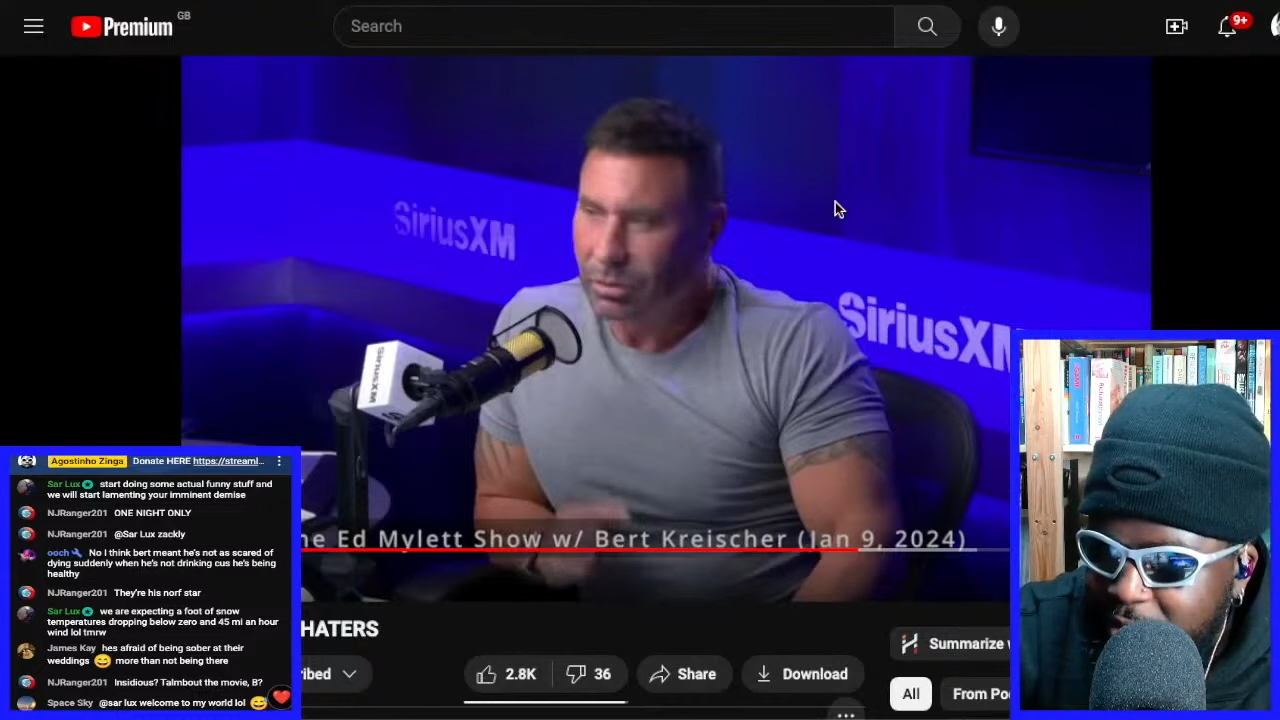 Premium GB
Search
9+
SiriusXM
SiriusXM
SiriusXM
he Ed Mylett Show w/ Bert Kreischer (Jan 9, 2024)
HATERS
ribed
2.8K
36
Share
Download
Summarize
All
From
Agostinho Zinga Donate HERE https://streaml...
Sar Lux start doing some actual funny stuff and
we will start lamenting your imminent demise
NJRanger201 ONE NIGHT ONLY
NJRanger201 @Sar Lux zackly
ooch No I think bert meant he's not as scared of
dying suddenly when he's not drinking cus he's being
healthy
NJRanger201 They're his norf star
Sar Lux we are expecting a foot of snow
temperatures dropping below zero and 45 mi an hour
wind lol tmrw
James Kay hes afraid of being sober at their
weddings 😄 more than not being there
NJRanger201 Insidious? Talmbout the movie, B?
Space Sky @sar lux welcome to my world lol 😄